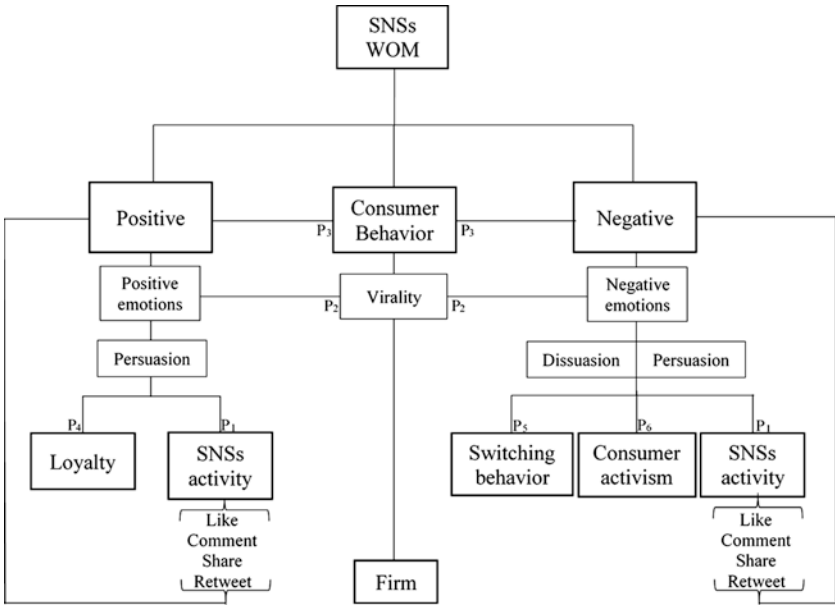 SNSs
WOM
Positive
Consumer
Behavior
Negative
P3
P3
Positive
emotions
Virality
Negative
emotions
P2
P2
Persuasion
Dissuasion
Persuasion
P4
P1
P5
P6
P1
Loyalty
SNSs
activity
Switching
behavior
Consumer
activism
SNSs
activity
Like
Comment
Share
Retweet
Like
Comment
Share
Retweet
Firm